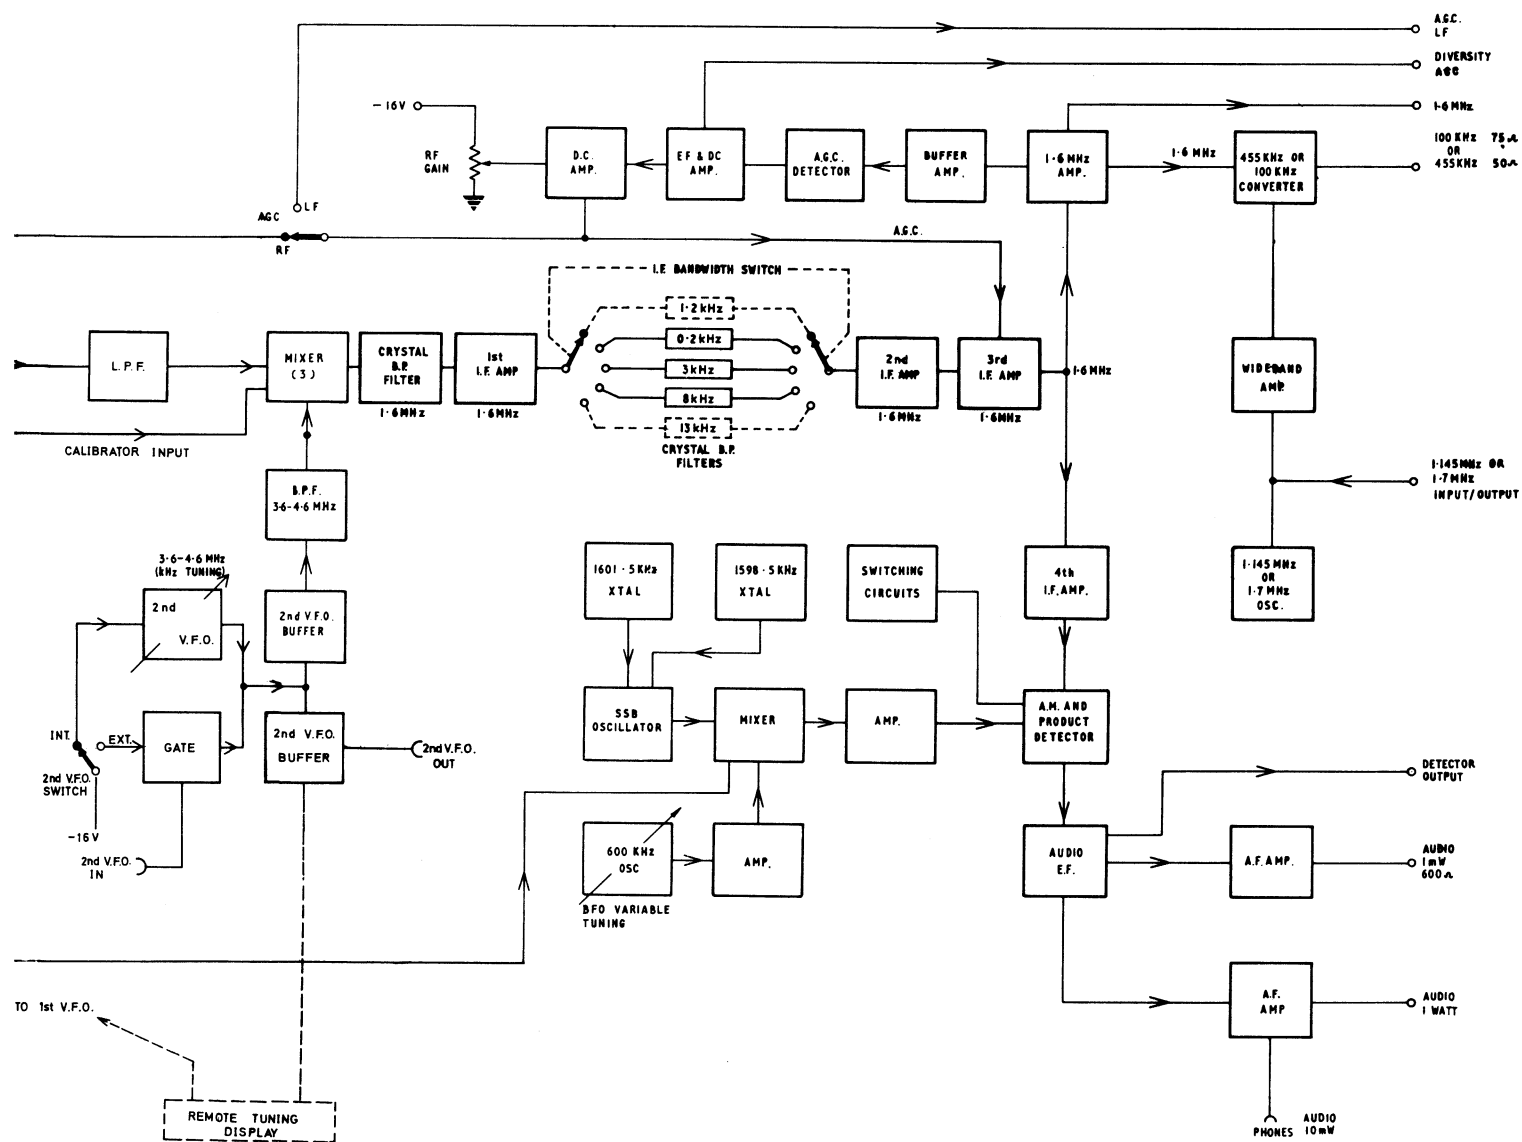 A.G.C.
LF
DIVERSITY
AGC
-16V
1·6 MHz
RF
GAIN
D.C.
AMP.
EF & DC
AMP.
A.G.C.
DETECTOR
BUFFER
AMP.
1·6 MHz
AMP.
1·6 MHz
455KHz OR
100KHz
CONVERTER
100KHz 75Ω
OR
455KHz 50Ω
AGC
LF
RF
A.G.C.
I.F. BANDWIDTH SWITCH
1·2kHz
0·2kHz
3kHz
8kHz
13kHz
CRYSTAL B.P.
FILTERS
L.P.F.
MIXER
(3)
CRYSTAL
B.P.
FILTER
1·6MHz
1st
I.F. AMP
1·6MHz
2nd
I.F. AMP
1·6MHz
3rd
I.F. AMP
1·6MHz
1·6MHz
WIDEBAND
AMP.
CALIBRATOR INPUT
B.P.F.
3·6-4·6 MHz
1·145MHz OR
1·7MHz
INPUT/OUTPUT
3·6-4·6 MHz
(kHz TUNING)
2nd
V.F.O.
2nd V.F.O.
BUFFER
1601·5KHz
XTAL
1598·5KHz
XTAL
SWITCHING
CIRCUITS
4th
I.F. AMP.
1·145MHz
OR
1·7MHz
OSC.
INT.
EXT.
GATE
2nd V.F.O.
BUFFER
2nd V.F.O.
OUT
2nd V.F.O.
SWITCH
-16V
2nd V.F.O.
IN
SSB
OSCILLATOR
MIXER
AMP.
A.M. AND
PRODUCT
DETECTOR
DETECTOR
OUTPUT
600 KHz
OSC
AMP.
BFO VARIABLE
TUNING
AUDIO
E.F.
A.F. AMP.
AUDIO
1mW
600Ω
TO 1st V.F.O.
A.F.
AMP
AUDIO
1 WATT
REMOTE TUNING
DISPLAY
PHONES
AUDIO
10mW